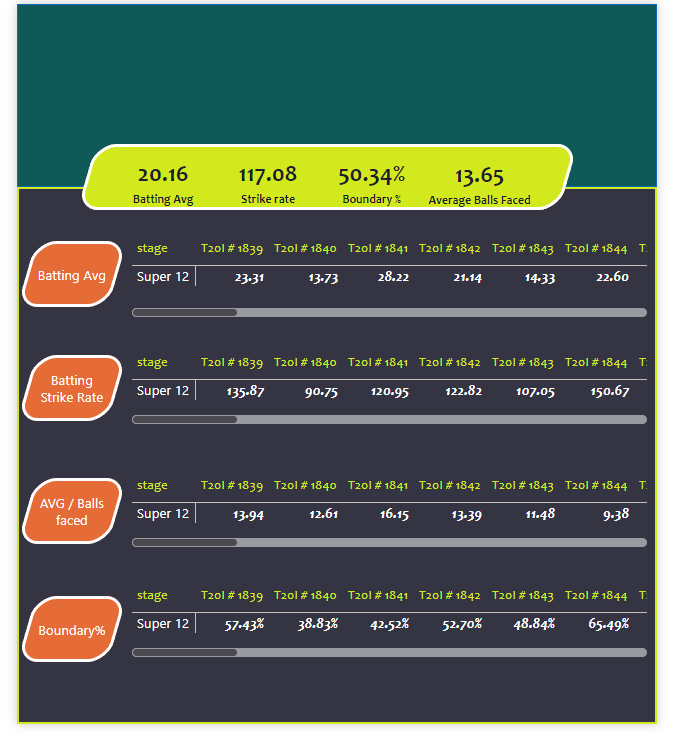 20.16 117.08 50.34% 13.65
Batting Avg Strike rate Boundary % Average Balls Faced
Batting Avg
stage T20I # 1839 T20I # 1840 T20I # 1841 T20I # 1842 T20I # 1843 T20I # 1844
Super 12 23.31 13.73 28.22 21.14 14.33 22.60
Batting
Strike Rate
stage T20I # 1839 T20I # 1840 T20I # 1841 T20I # 1842 T20I # 1843 T20I # 1844
Super 12 135.87 90.75 120.95 122.82 107.05 150.67
AVG / Balls
faced
stage T20I # 1839 T20I # 1840 T20I # 1841 T20I # 1842 T20I # 1843 T20I # 1844
Super 12 13.94 12.61 16.15 13.39 11.48 9.38
Boundary%
stage T20I # 1839 T20I # 1840 T20I # 1841 T20I # 1842 T20I # 1843 T20I # 1844
Super 12 57.43% 38.83% 42.52% 52.70% 48.84% 65.49%